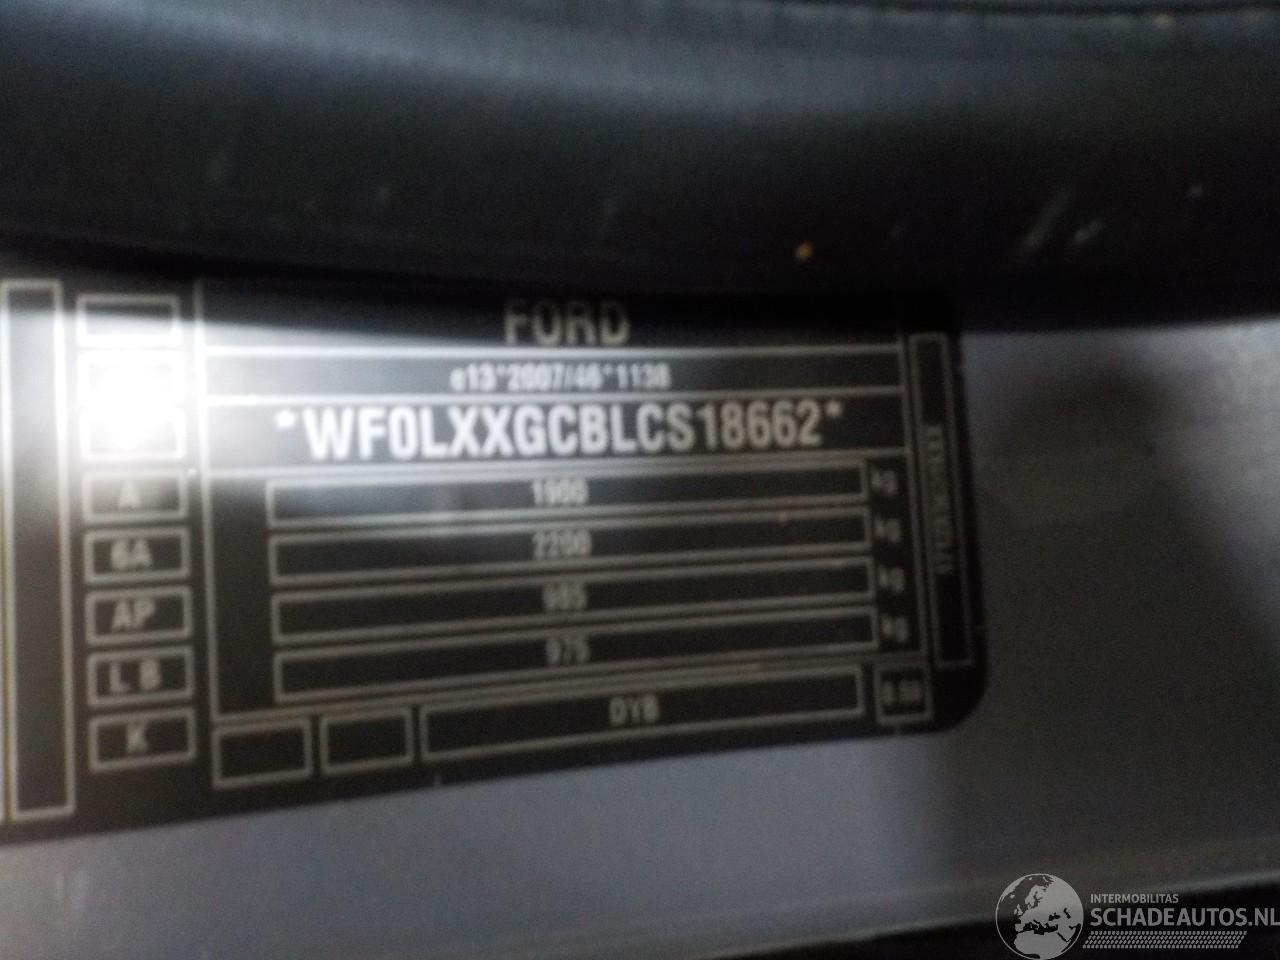 FORD
e13*2007/46*1138
*WF0LXXGCBLCS18662*
A
1900
kg
6A
2200
kg
AP
985
kg
L B
975
kg
K
DYB
INTERMOBILITAS
SCHADEAUTOS.NL